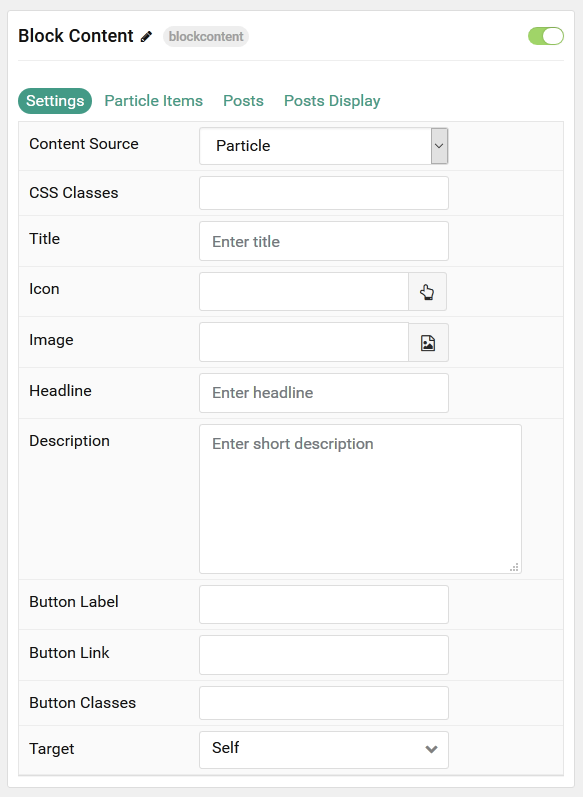 Block Content blockcontent
Settings Particle Items Posts Posts Display
Content Source Particle
CSS Classes
Title Enter title
Icon
Image
Headline Enter headline
Description Enter short description
Button Label
Button Link
Button Classes
Target Self